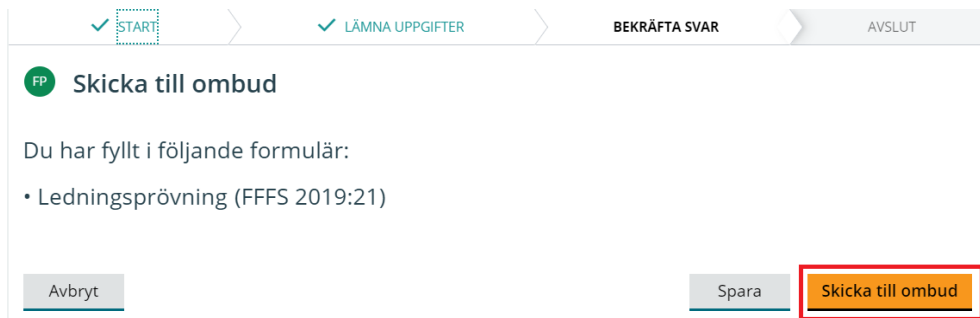 START LÄMNA UPPGIFTER BEKRÄFTA SVAR AVSLUT
FP Skicka till ombud
Du har fyllt i följande formulär:
• Ledningsprövning (FFFS 2019:21)
Avbryt Spara Skicka till ombud